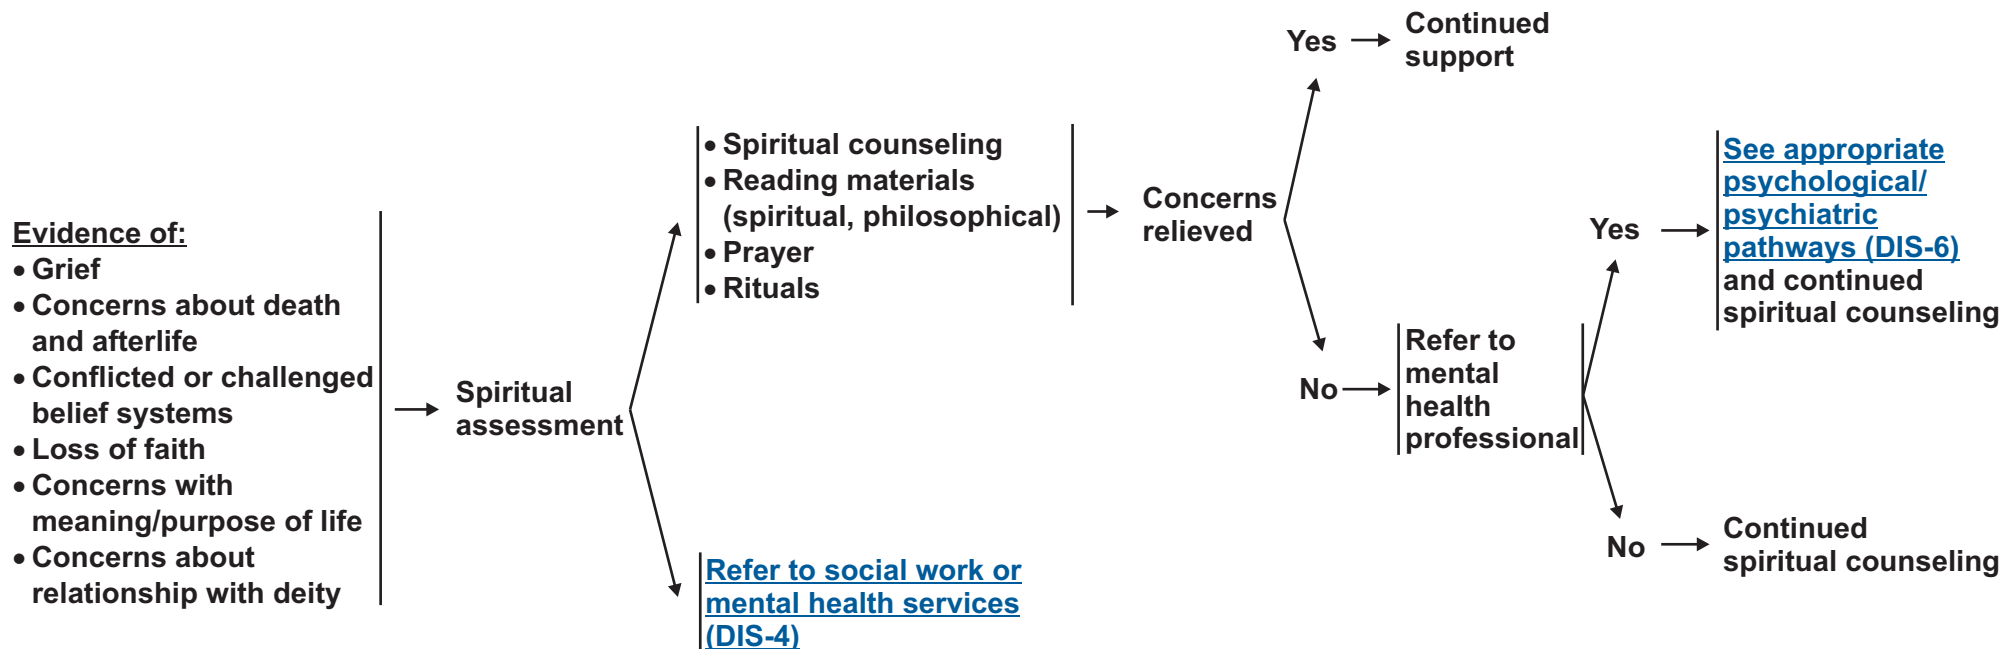 Evidence of:
• Grief
• Concerns about death
and afterlife
• Conflicted or challenged
belief systems
• Loss of faith
• Concerns with
meaning/purpose of life
• Concerns about
relationship with deity
Spiritual
assessment
• Spiritual counseling
• Reading materials
(spiritual, philosophical)
• Prayer
• Rituals
Refer to social work or
mental health services
(DIS-4)
Concerns
relieved
Yes
Continued
support
No
Refer to
mental
health
professional
Yes
See appropriate
psychological/
psychiatric
pathways (DIS-6)
and continued
spiritual counseling
No
Continued
spiritual counseling